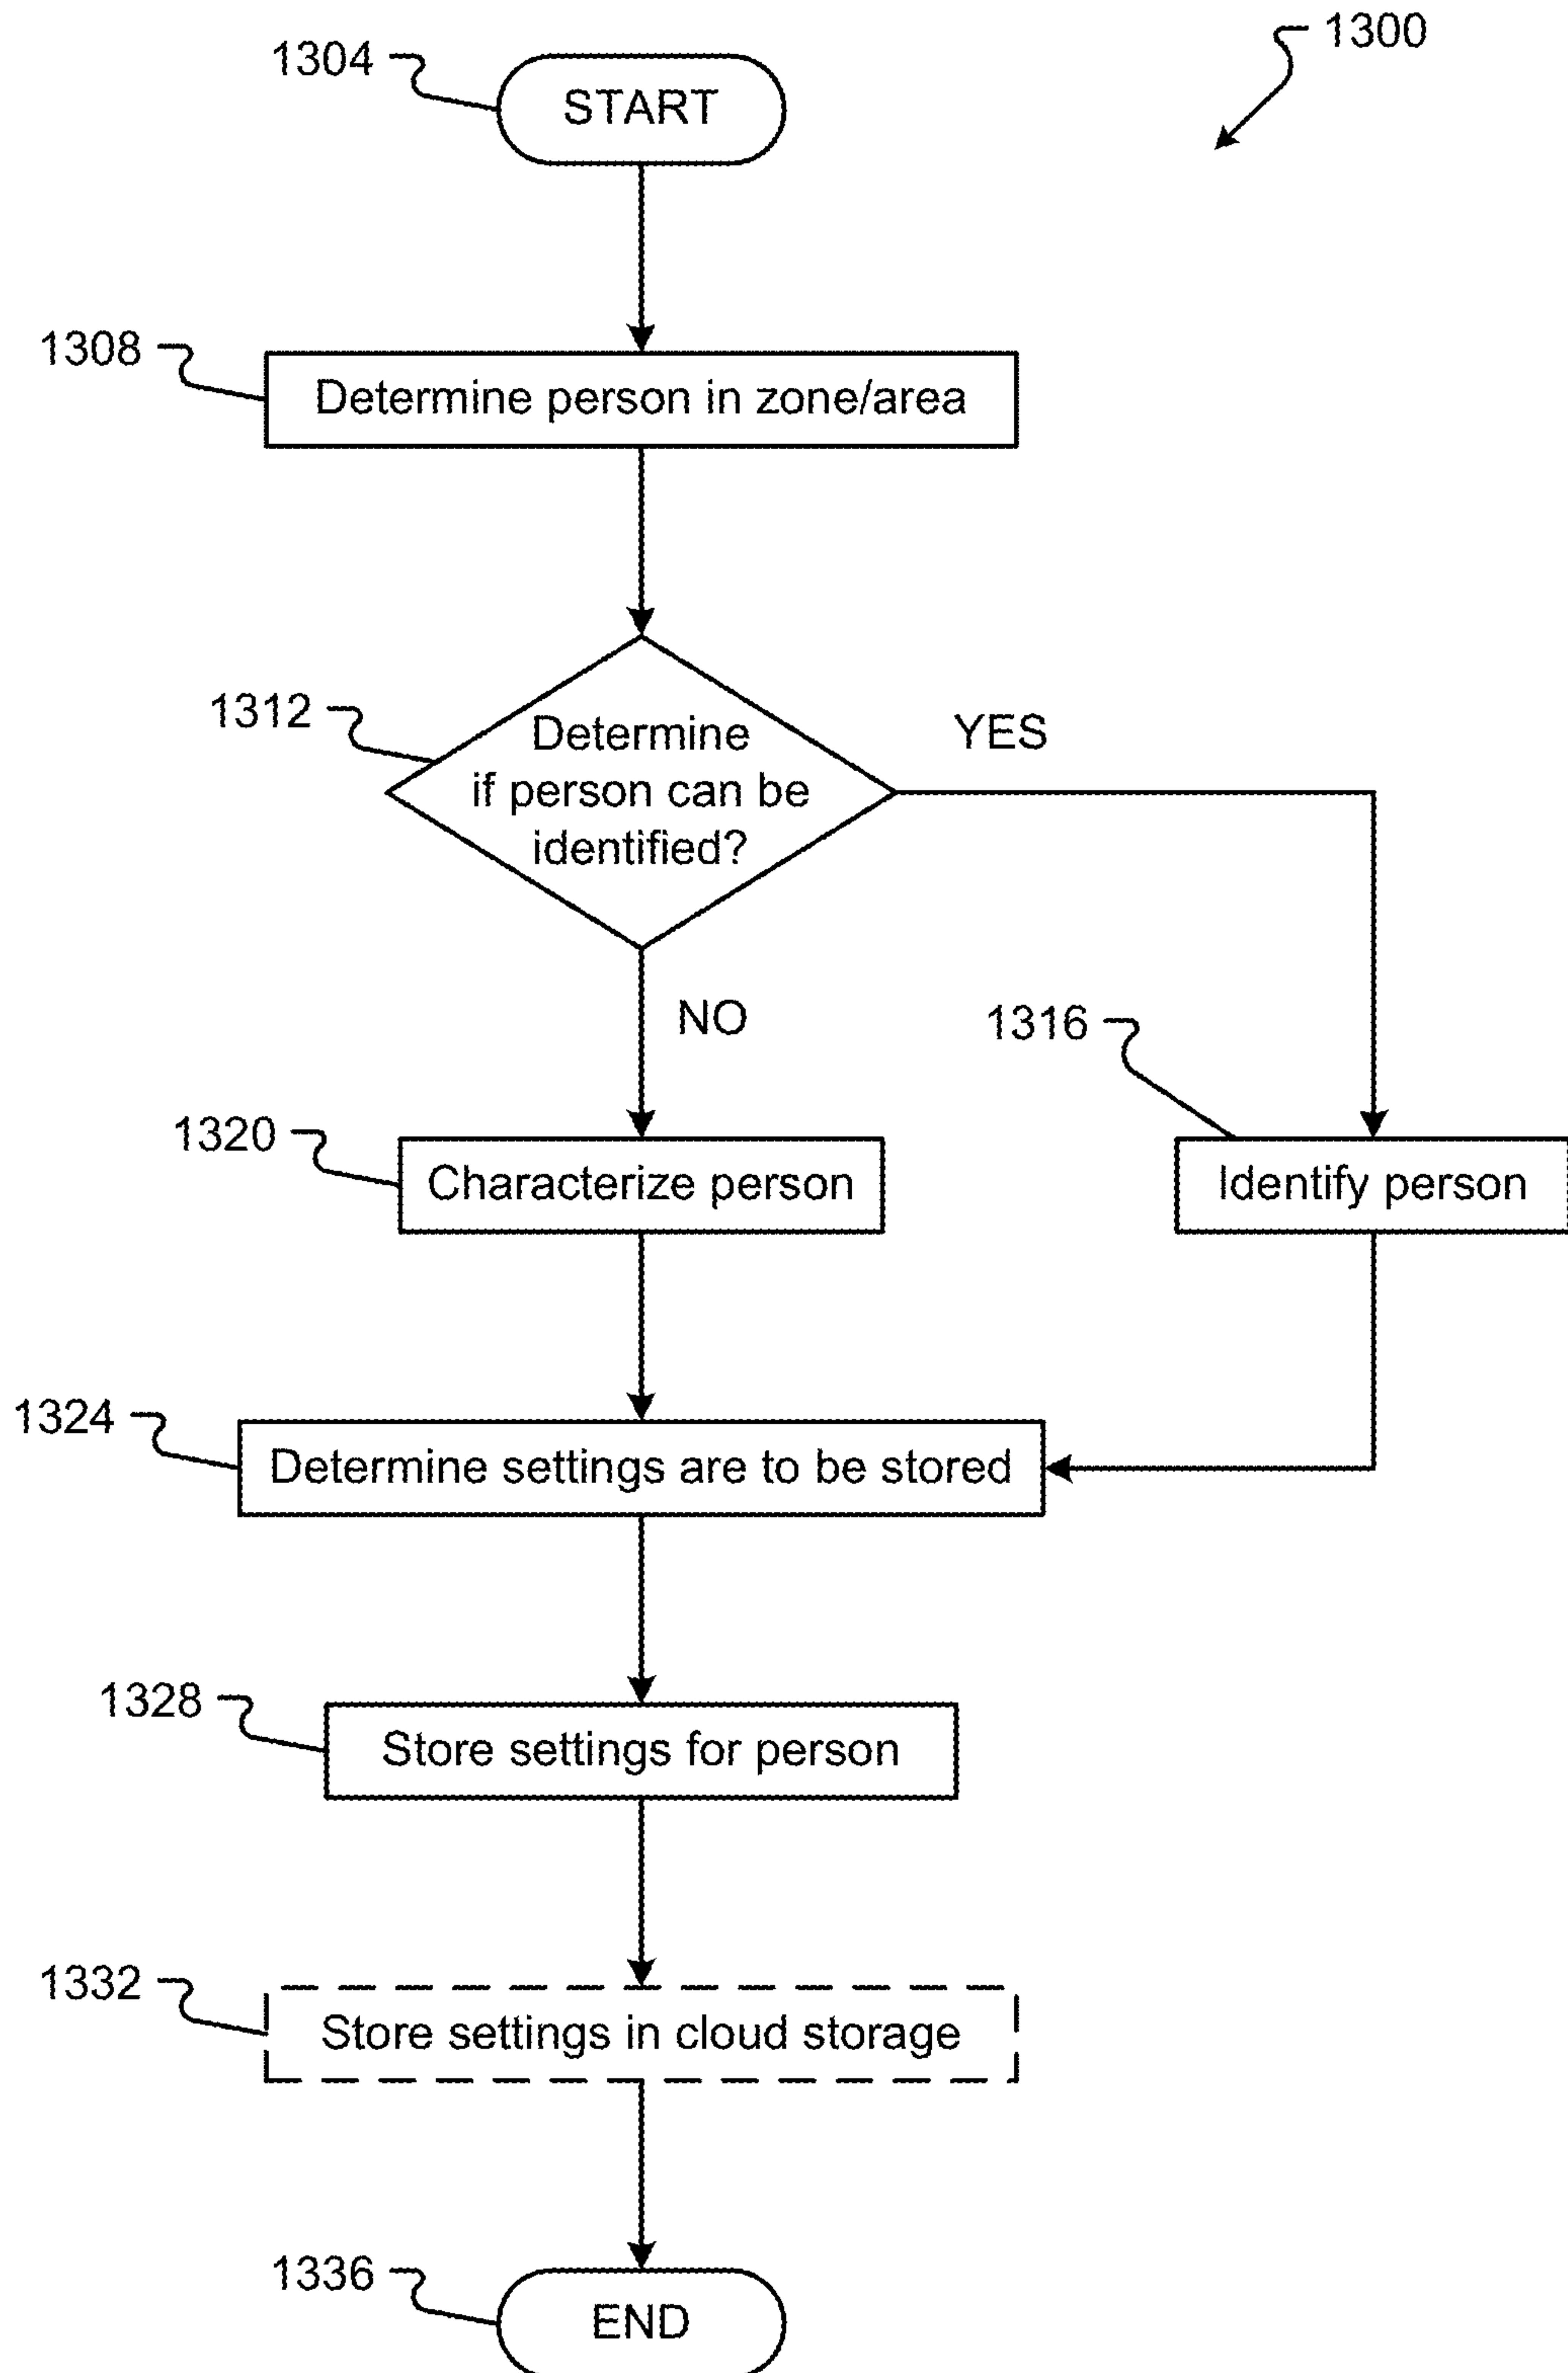 1300
1304
START
1308
Determine person in zone/area
1312
Determine
if person can be
identified?
YES
NO
1316
1320
Characterize person
Identify person
1324
Determine settings are to be stored
1328
Store settings for person
1332
Store settings in cloud storage
1336
END